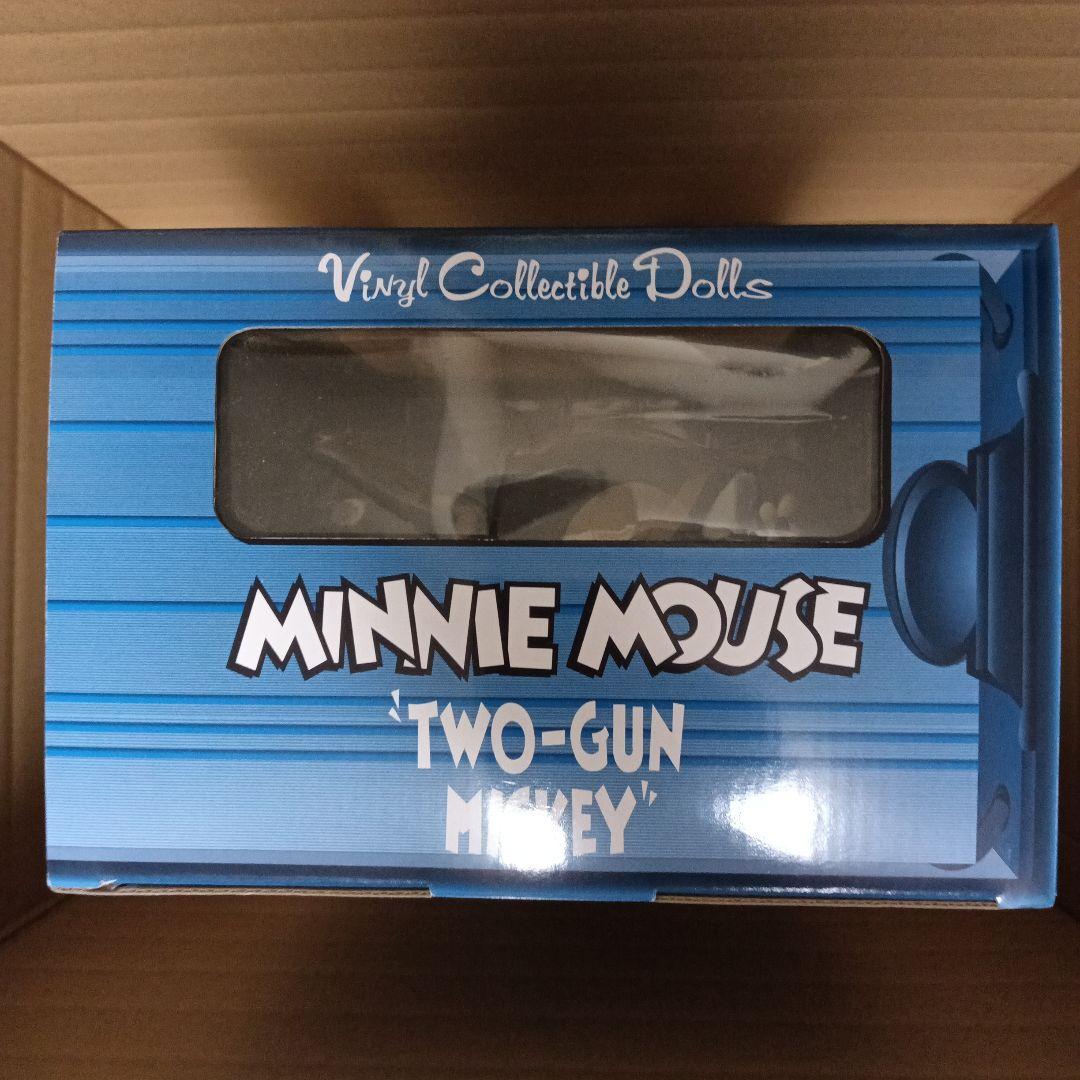 Vinyl Collectible Dolls
MINNIE MOUSE
"TWO-GUN
MICKEY"